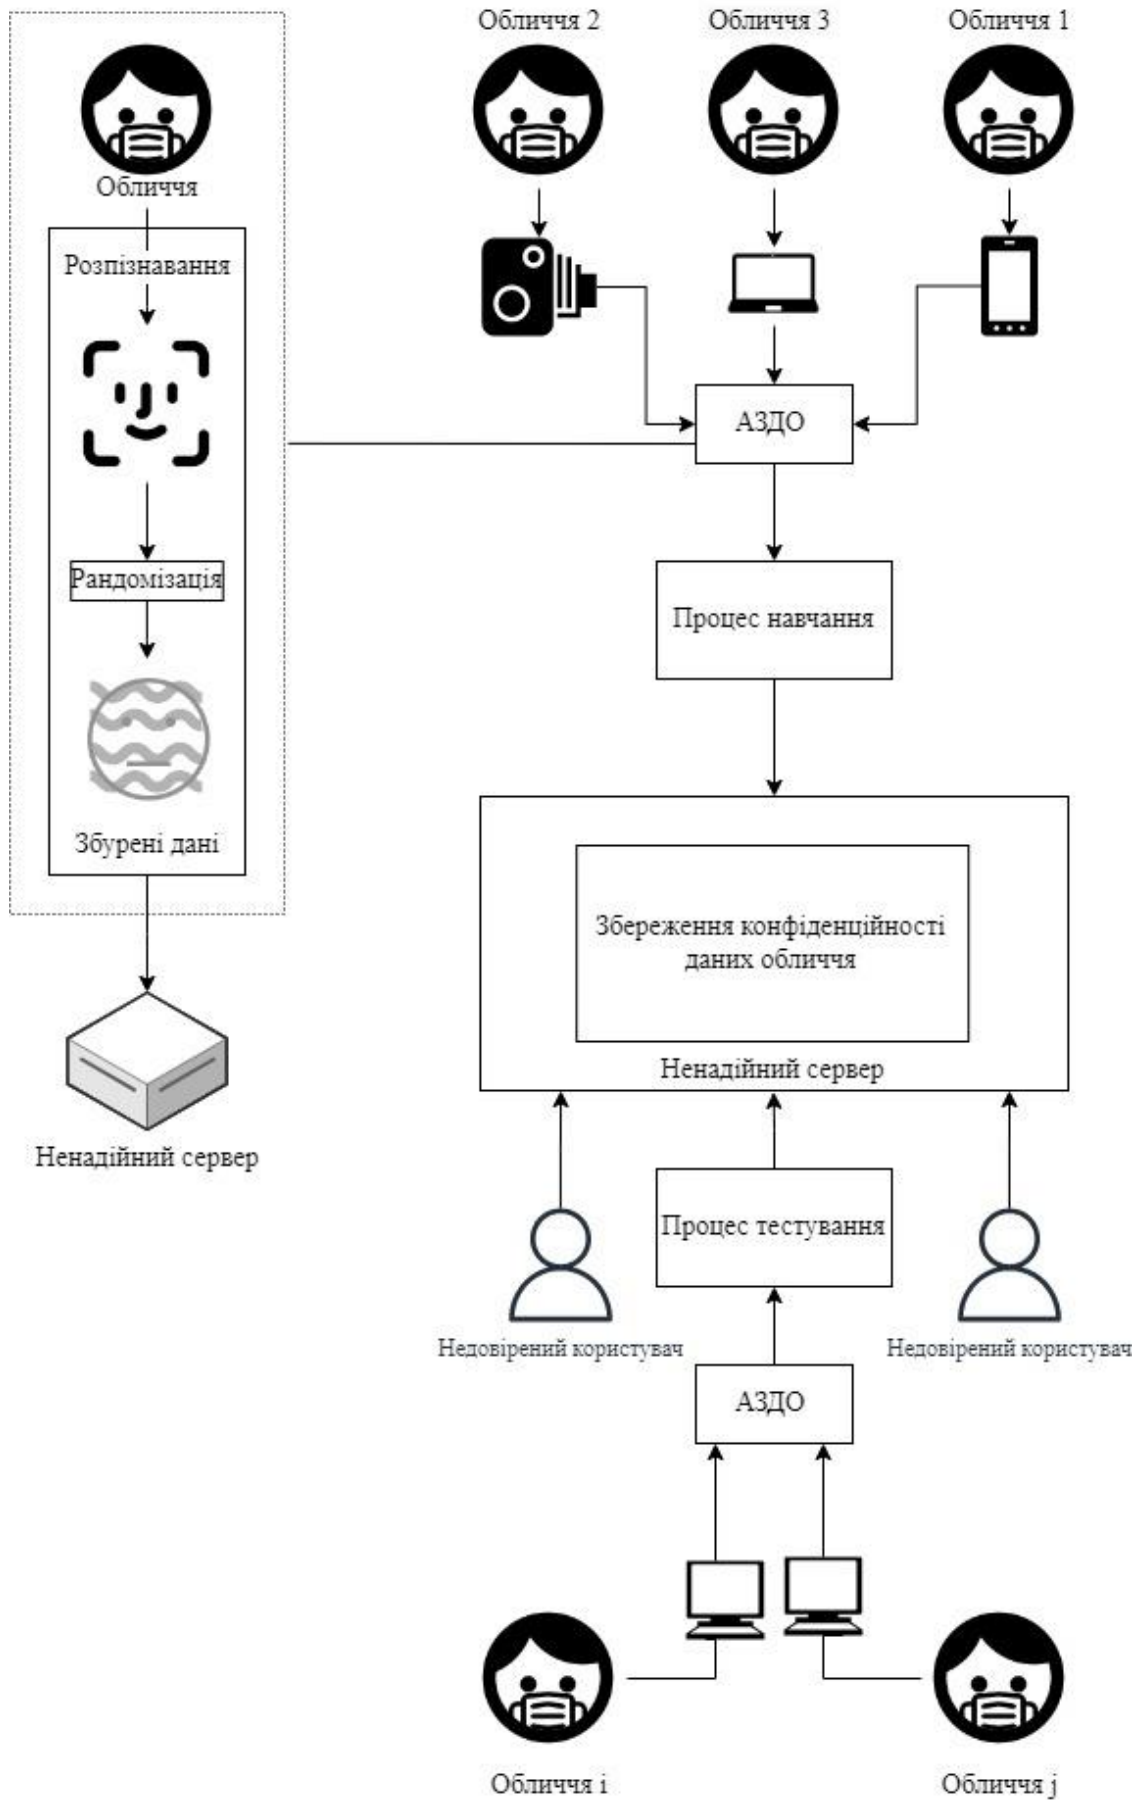 Обличчя 2
Обличчя 3
Обличчя 1
Обличчя
Розпізнавання
Рандомізація
Збурені дані
Ненадійний сервер
АЗДО
Процес навчання
Збереження конфіденційності
даних обличчя
Ненадійний сервер
Процес тестування
Недовірений користувач
Недовірений користувач
АЗДО
Обличчя i
Обличчя j